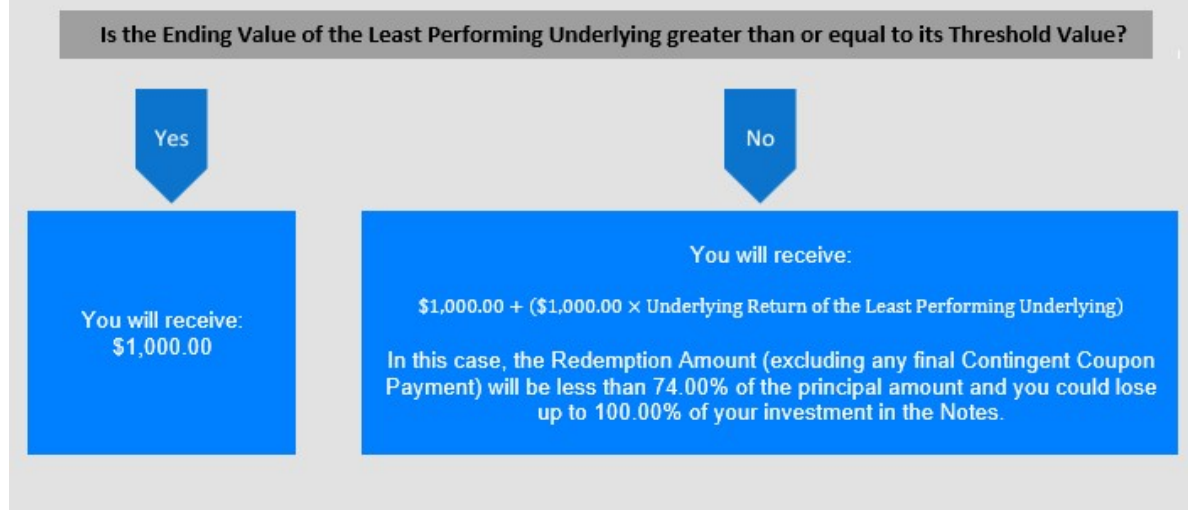 Is the Ending Value of the Least Performing Underlying greater than or equal to its Threshold Value?
Yes
No
You will receive:
$1,000.00
You will receive:
$1,000.00 + ($1,000.00 × Underlying Return of the Least Performing Underlying)
In this case, the Redemption Amount (excluding any final Contingent Coupon
Payment) will be less than 74.00% of the principal amount and you could lose
up to 100.00% of your investment in the Notes.